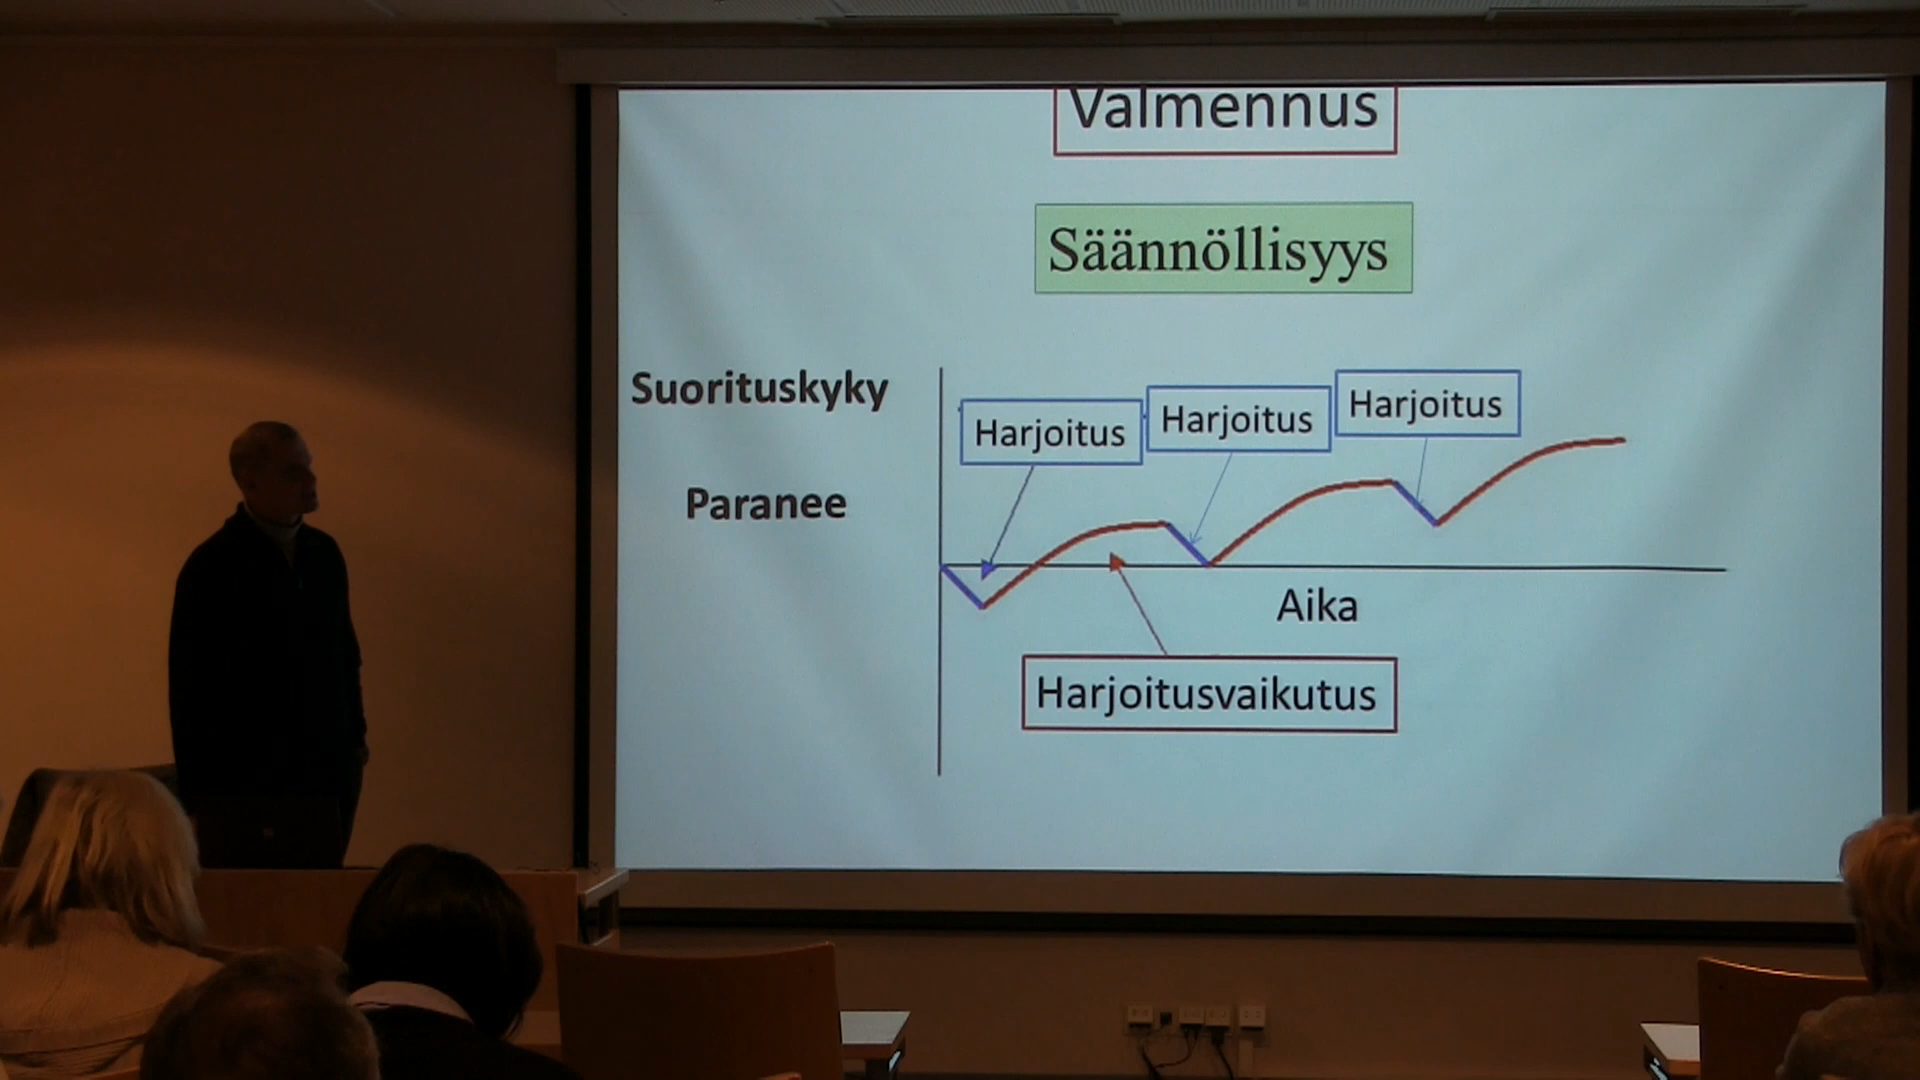 Valmennus
Säännöllisyys
Suorituskyky
Paranee
Harjoitus
Harjoitus
Harjoitus
Aika
Harjoitusvaikutus